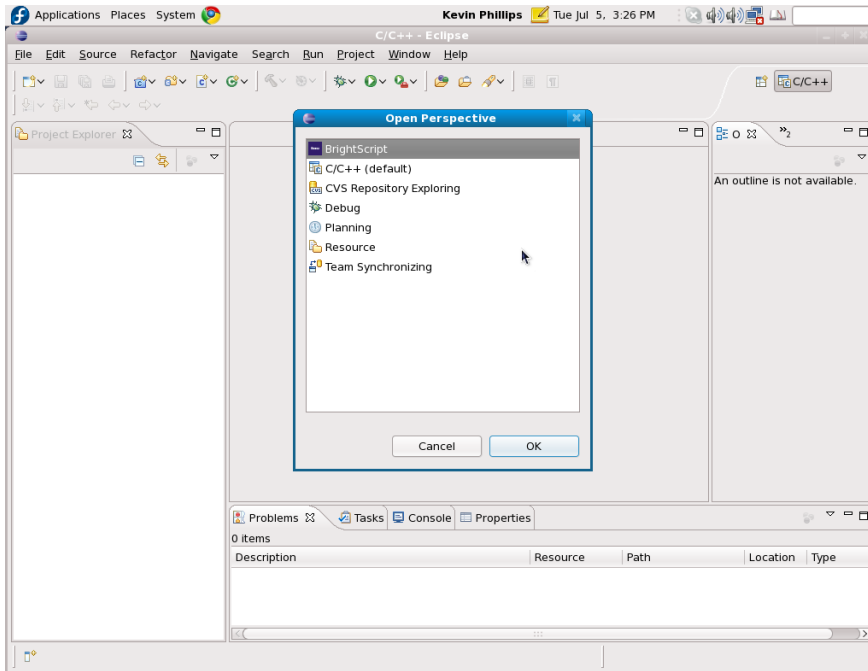 Applications Places System Kevin Phillips Tue Jul 5, 3:26 PM
C/C++ - Eclipse
File Edit Source Refactor Navigate Search Run Project Window Help
C/C++
Project Explorer
Open Perspective
O »2
An outline is not available.
BrightScript
C/C++ (default)
CVS Repository Exploring
Debug
Planning
Resource
Team Synchronizing
Cancel OK
Problems Tasks Console Properties
0 items
Description Resource Path Location Type